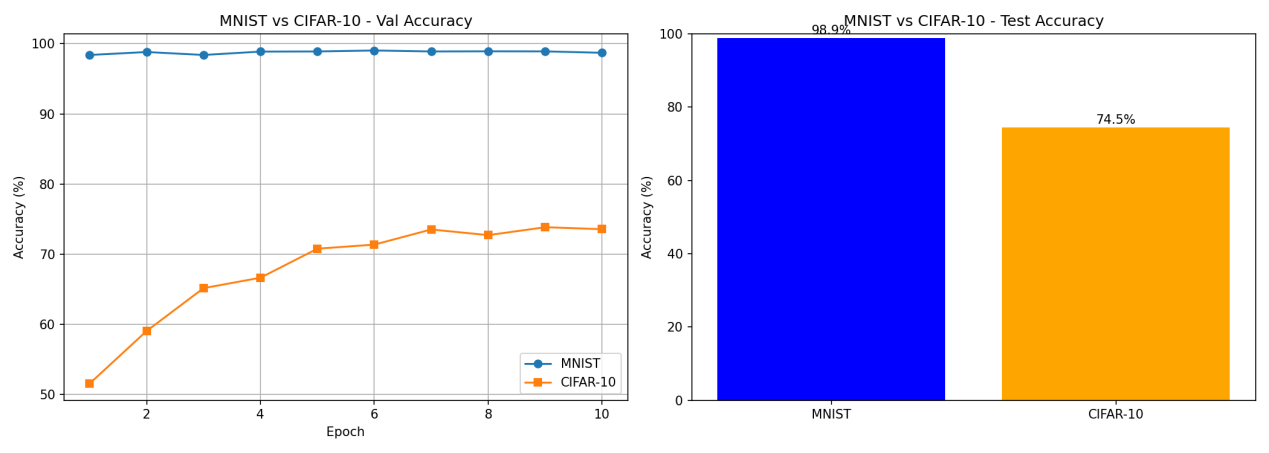 MNIST vs CIFAR-10 - Val Accuracy
Accuracy (%)
100
90
80
70
60
50
2
4
6
8
10
Epoch
MNIST
CIFAR-10
MNIST vs CIFAR-10 - Test Accuracy
Accuracy (%)
100
80
60
40
20
0
98.9%
74.5%
MNIST
CIFAR-10